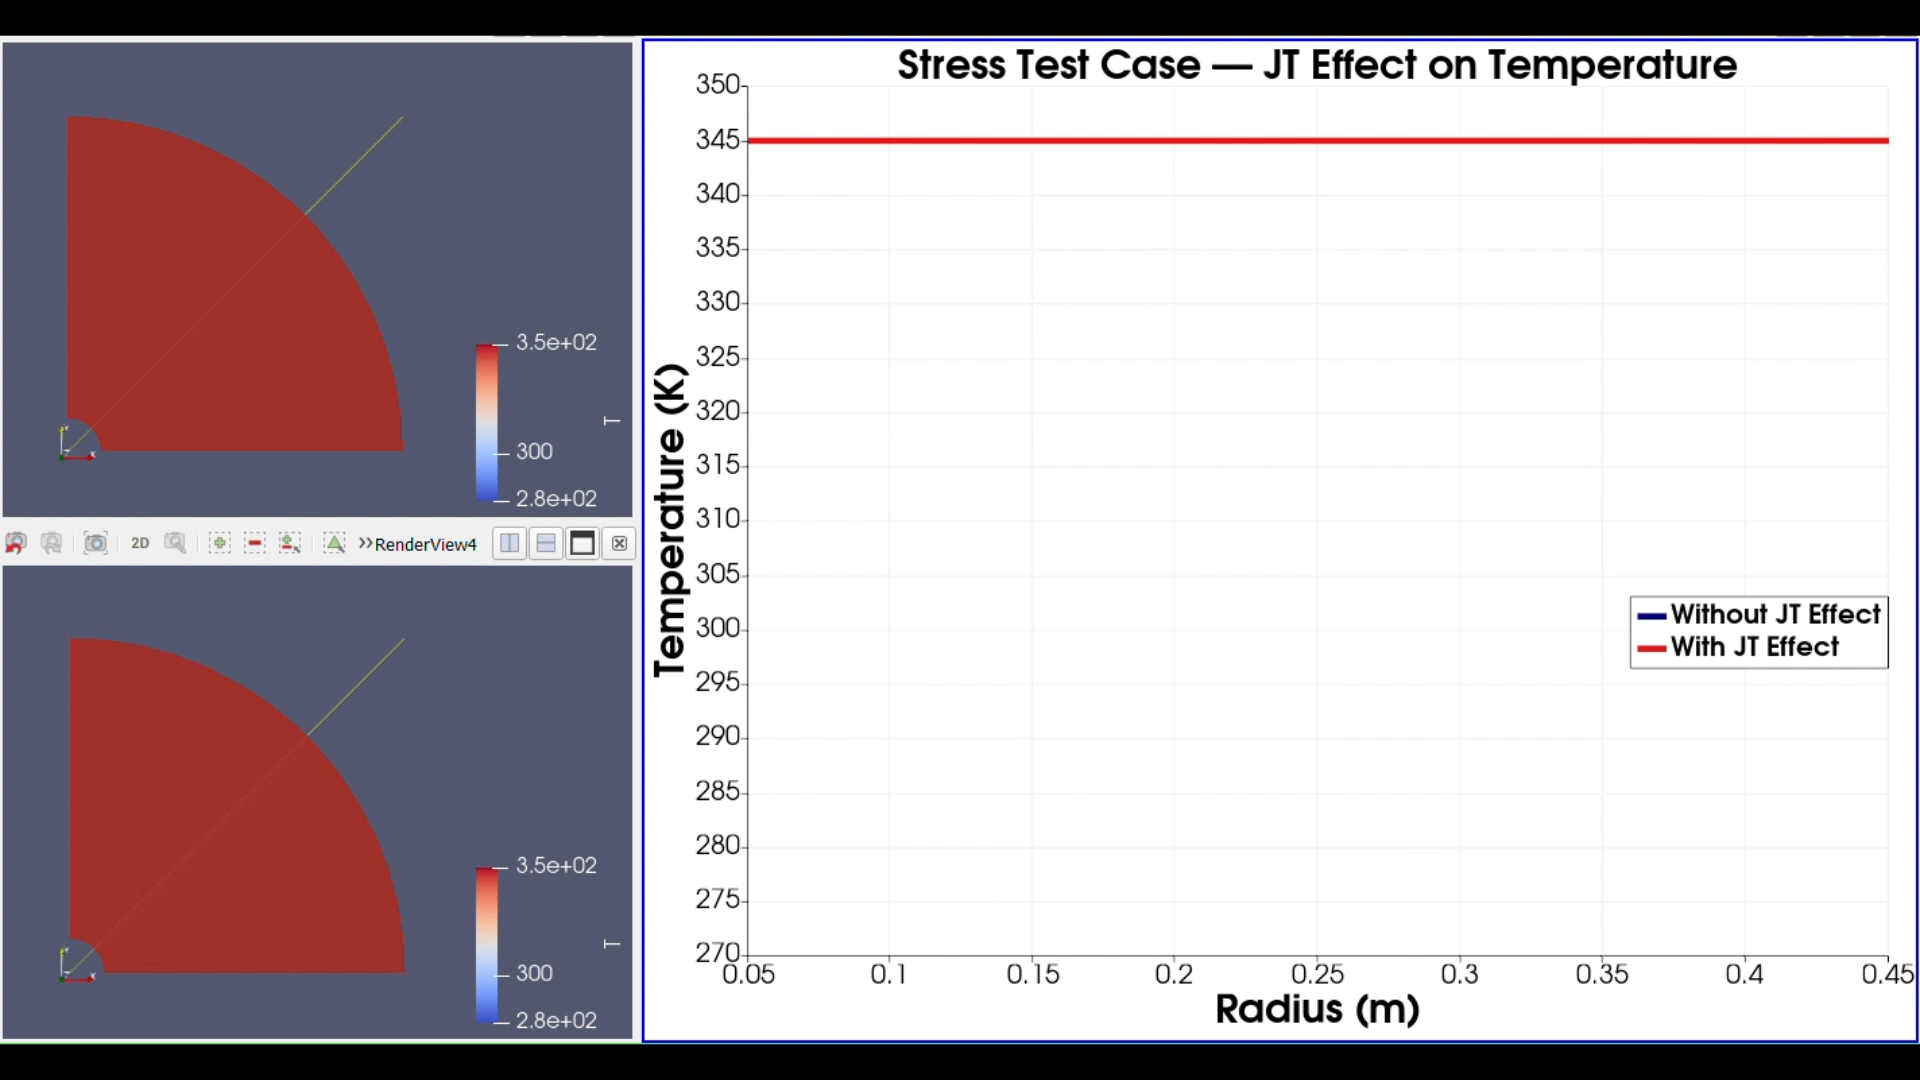 3.5e+02
300
2.8e+02
T
2D
>>RenderView4
3.5e+02
300
2.8e+02
T
Stress Test Case — JT Effect on Temperature
350
345
340
335
330
325
320
315
310
305
300
295
290
285
280
275
270
Temperature (K)
Without JT Effect
With JT Effect
0.05 0.1 0.15 0.2 0.25 0.3 0.35 0.4 0.45
Radius (m)